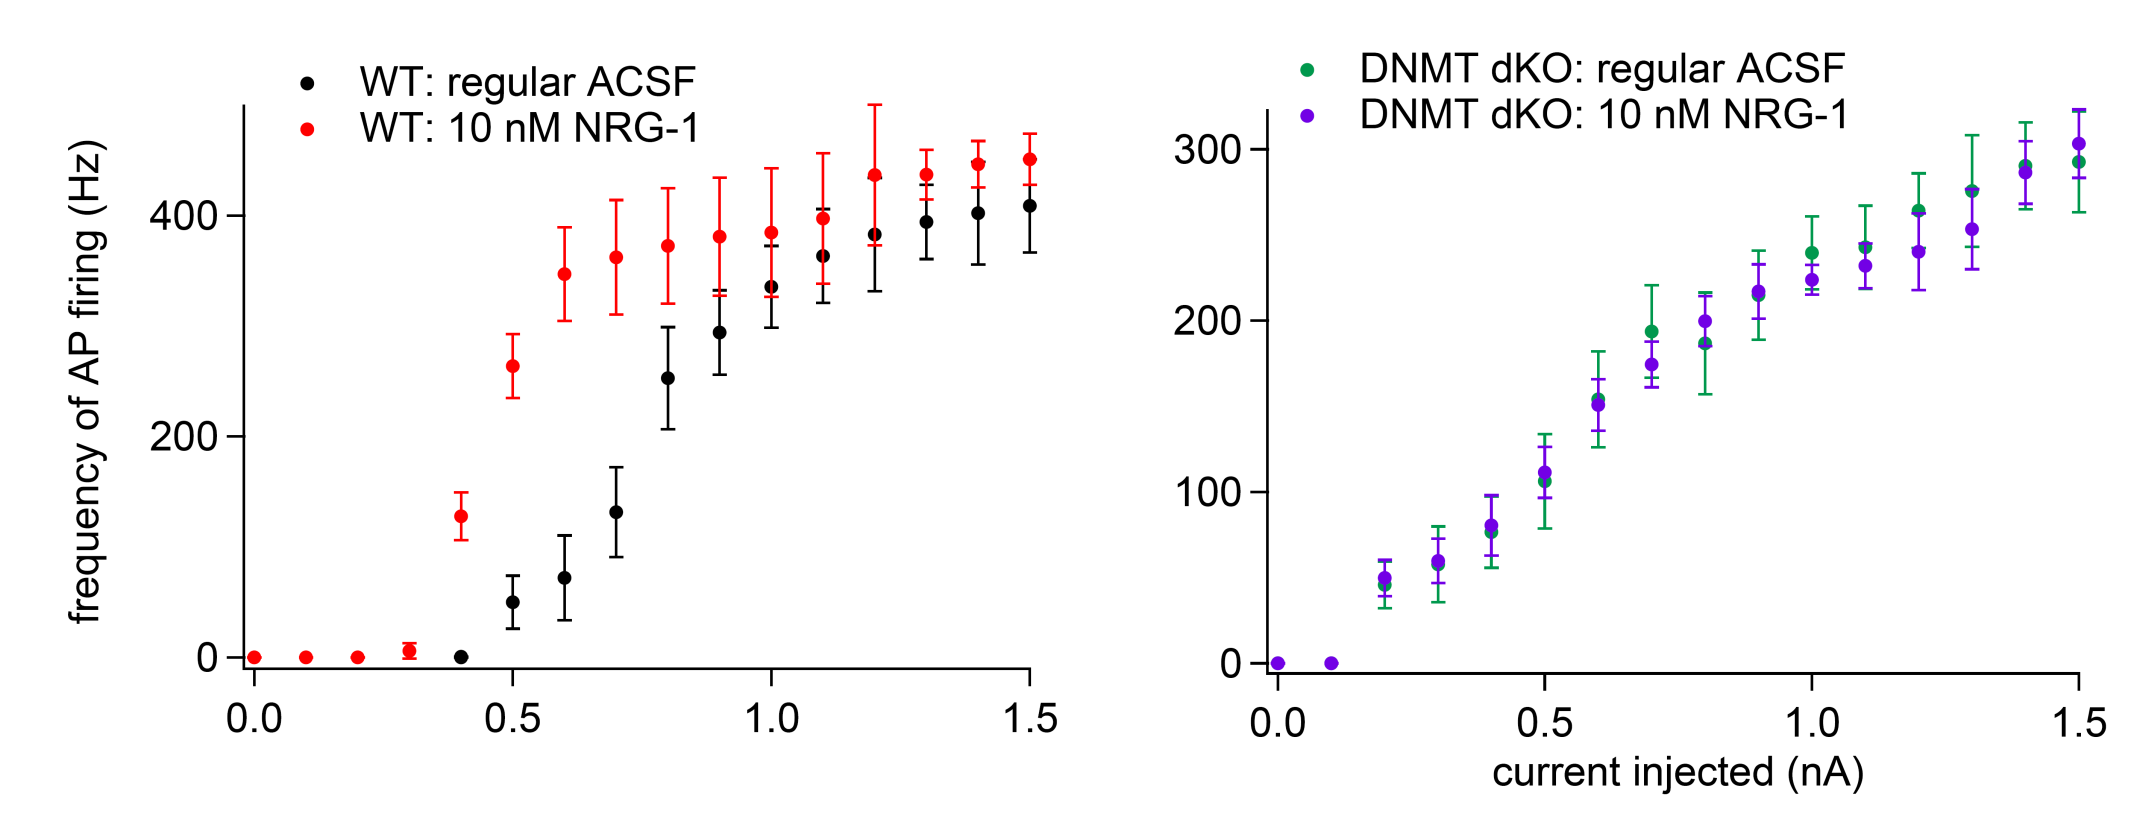 WT: regular ACSF
WT: 10 nM NRG-1
frequency of AP firing (Hz)
400
200
0
0.0 0.5 1.0 1.5
DNMT dKO: regular ACSF
DNMT dKO: 10 nM NRG-1
300
200
100
0
0.0 0.5 1.0 1.5
current injected (nA)